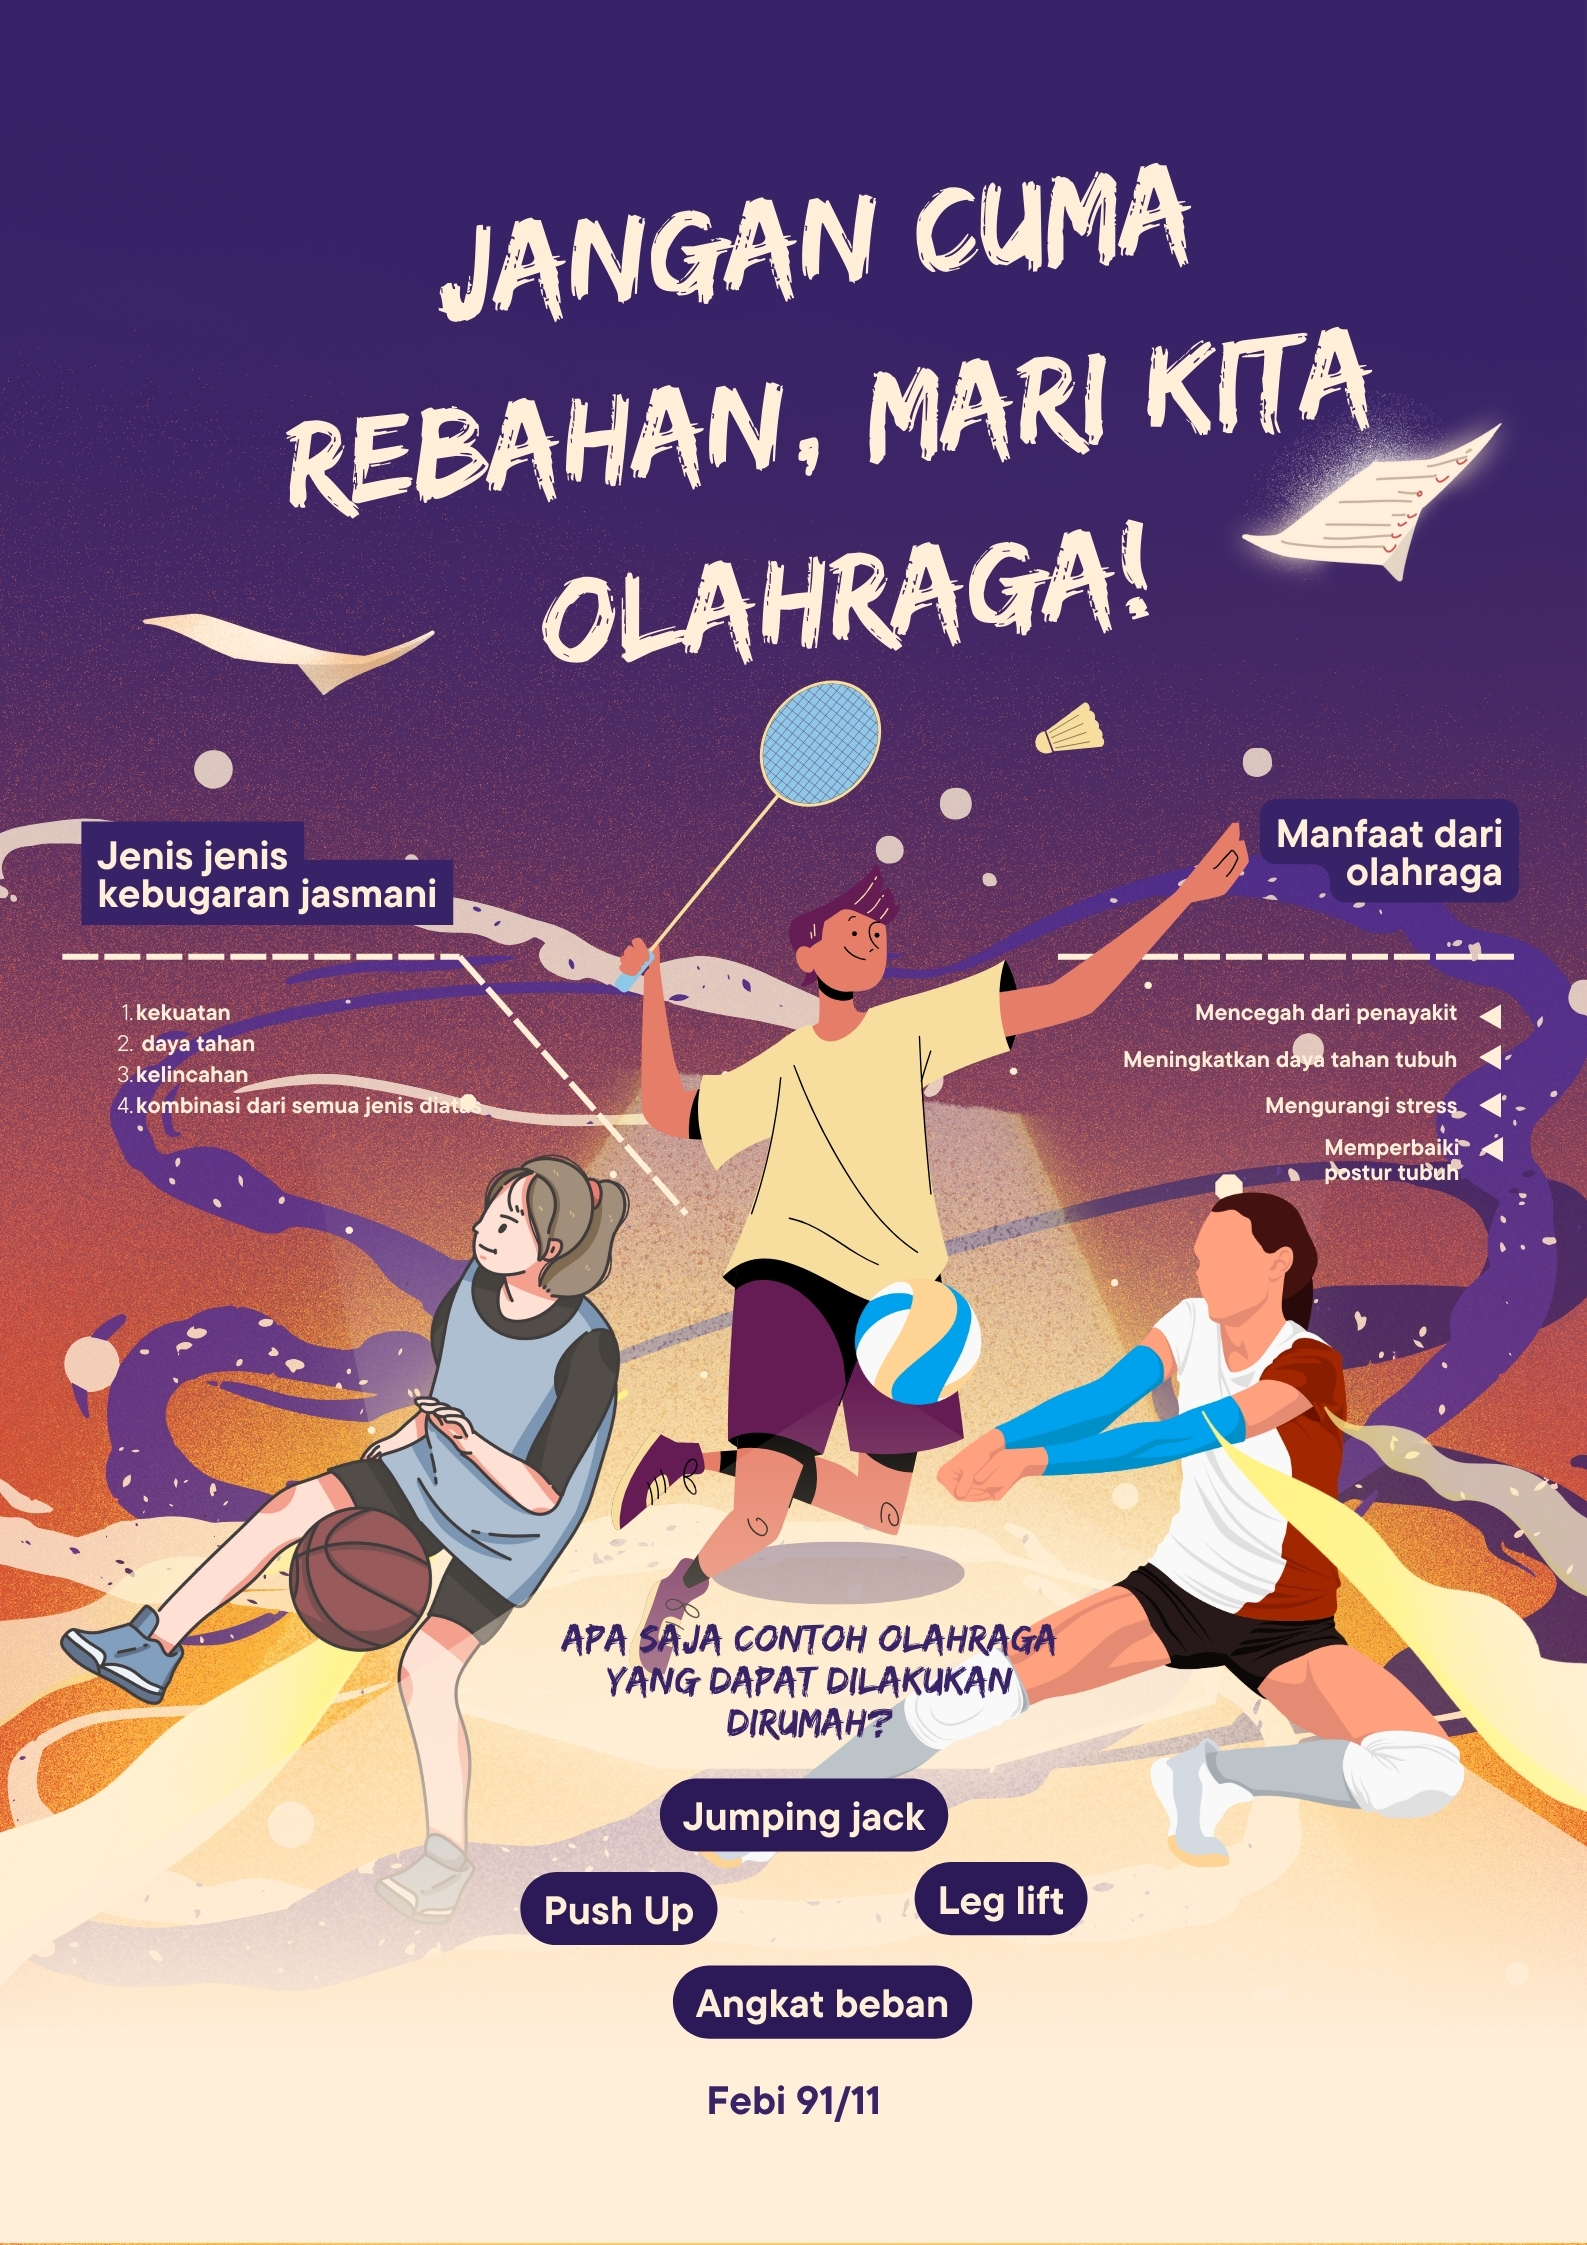 JANGAN CUMA
REBAHAN, MARI KITA
OLAHRAGA!
Jenis jenis
kebugaran jasmani
1. kekuatan
2. daya tahan
3. kelincahan
4. kombinasi dari semua jenis diatas
Manfaat dari
olahraga
Mencegah dari penayakit
Meningkatkan daya tahan tubuh
Mengurangi stress
Memperbaiki
postur tubuh
APA SAJA CONTOH OLAHRAGA
YANG DAPAT DILAKUKAN
DIRUMAH?
Jumping jack
Push Up
Leg lift
Angkat beban
Febi 91/11